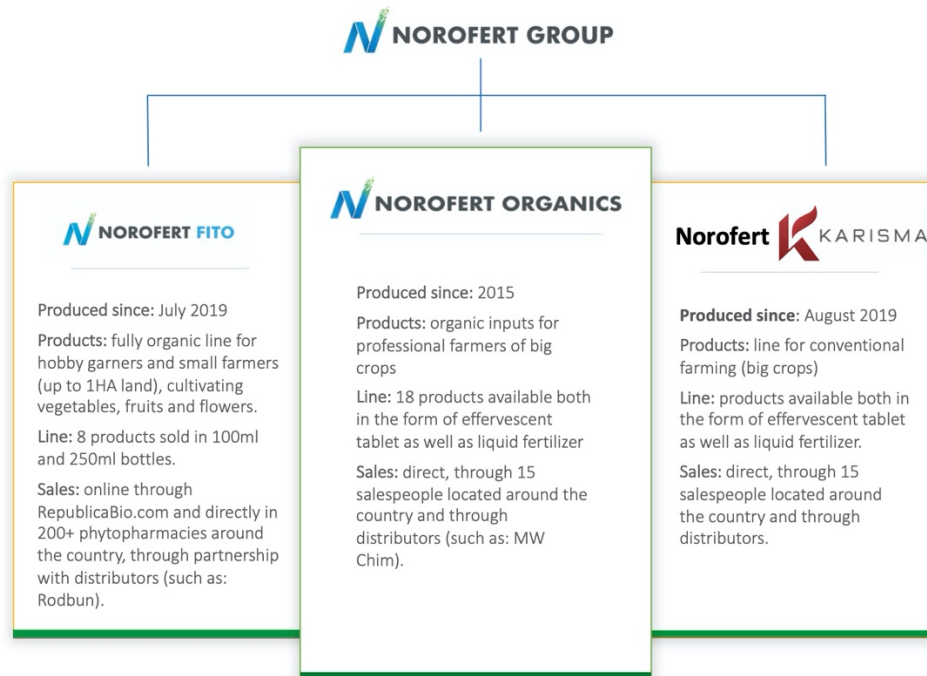 NOROFERT GROUP
NOROFERT FITO
Produced since: July 2019
Products: fully organic line for
hobby garners and small farmers
(up to 1HA land), cultivating
vegetables, fruits and flowers.
Line: 8 products sold in 100ml
and 250ml bottles.
Sales: online through
RepublicaBio.com and directly in
200+ phytopharmacies around
the country, through partnership
with distributors (such as:
Rodbun).
NOROFERT ORGANICS
Produced since: 2015
Products: organic inputs for
professional farmers of big
crops
Line: 18 products available both
in the form of effervescent
tablet as well as liquid fertilizer
Sales: direct, through 15
salespeople located around the
country and through
distributors (such as: MW
Chim).
Norofert KARISMA
Produced since: August 2019
Products: line for conventional
farming (big crops)
Line: products available both in
the form of effervescent tablet
as well as liquid fertilizer.
Sales: direct, through 15
salespeople located around
the country and through
distributors.